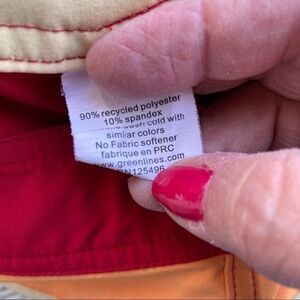 90% recycled polyester
10% spandex
wash cold with
similar colors
No Fabric softener
fabrique en PRC
www.greenlines.com
RN125496